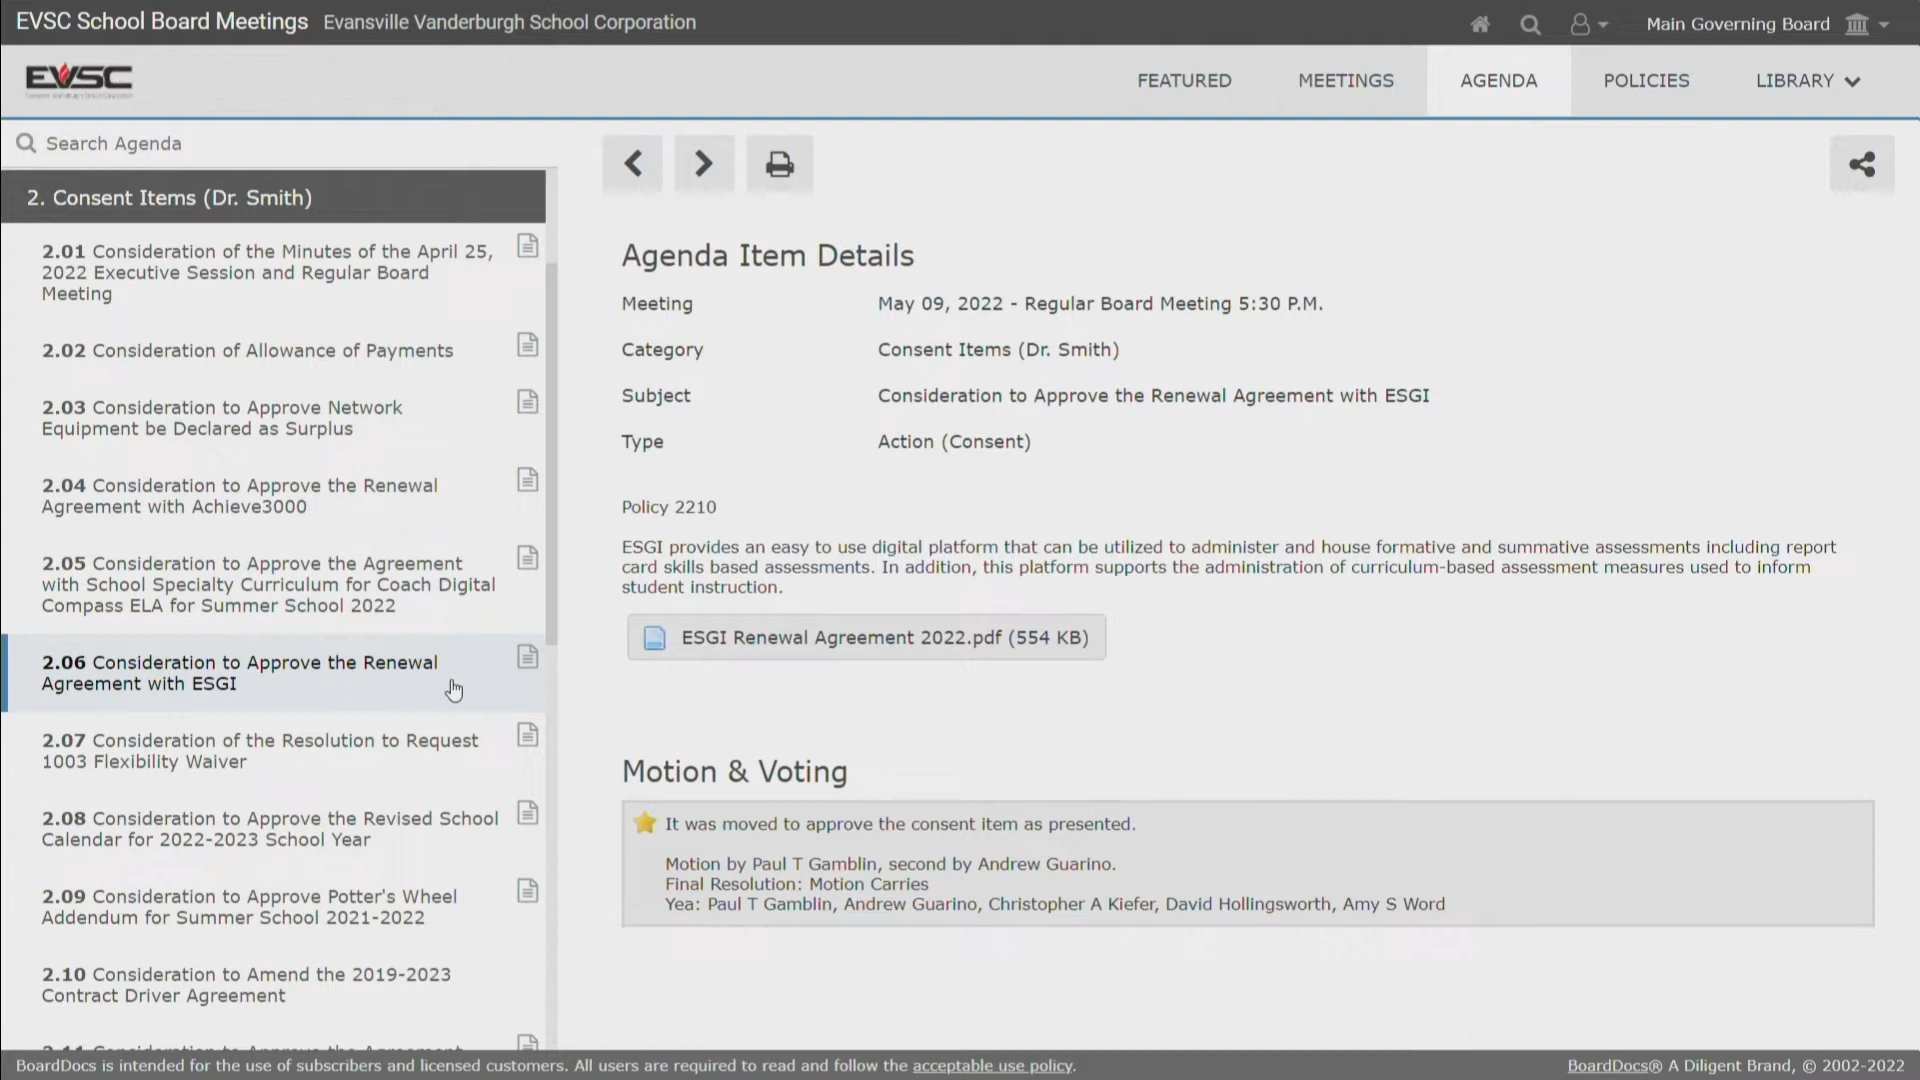 EVSC School Board Meetings Evansville Vanderburgh School Corporation
Main Governing Board
EVSC
FEATURED
MEETINGS
AGENDA
POLICIES
LIBRARY
Search Agenda
2. Consent Items (Dr. Smith)
2.01 Consideration of the Minutes of the April 25,
2022 Executive Session and Regular Board
Meeting
2.02 Consideration of Allowance of Payments
2.03 Consideration to Approve Network
Equipment be Declared as Surplus
2.04 Consideration to Approve the Renewal
Agreement with Achieve3000
2.05 Consideration to Approve the Agreement
with School Specialty Curriculum for Coach Digital
Compass ELA for Summer School 2022
2.06 Consideration to Approve the Renewal
Agreement with ESGI
2.07 Consideration of the Resolution to Request
1003 Flexibility Waiver
2.08 Consideration to Approve the Revised School
Calendar for 2022-2023 School Year
2.09 Consideration to Approve Potter's Wheel
Addendum for Summer School 2021-2022
2.10 Consideration to Amend the 2019-2023
Contract Driver Agreement
2.11 Consideration to Approve the Agreement
Agenda Item Details
Meeting May 09, 2022 - Regular Board Meeting 5:30 P.M.
Category Consent Items (Dr. Smith)
Subject Consideration to Approve the Renewal Agreement with ESGI
Type Action (Consent)
Policy 2210
ESGI provides an easy to use digital platform that can be utilized to administer and house formative and summative assessments including report
card skills based assessments. In addition, this platform supports the administration of curriculum-based assessment measures used to inform
student instruction.
ESGI Renewal Agreement 2022.pdf (554 KB)
Motion & Voting
It was moved to approve the consent item as presented.
Motion by Paul T Gamblin, second by Andrew Guarino.
Final Resolution: Motion Carries
Yea: Paul T Gamblin, Andrew Guarino, Christopher A Kiefer, David Hollingsworth, Amy S Word
BoardDocs is intended for the use of subscribers and licensed customers. All users are required to read and follow the acceptable use policy.
BoardDocs® A Diligent Brand, © 2002-2022